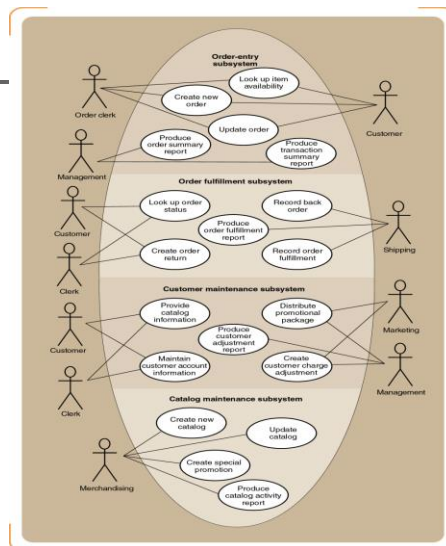 Order-entry
subsystem
Look up item
availability
Create new
order
Order clerk
Customer
Update order
Produce
order summary
report
Produce
transaction
summary
report
Management
Order fulfillment subsystem
Look up order
status
Record back
order
Customer
Produce
order fulfillment
report
Shipping
Create order
return
Record order
fulfillment
Clerk
Customer maintenance subsystem
Provide
catalog
information
Distribute
promotional
package
Marketing
Customer
Produce
customer
adjustment
report
Maintain
customer account
information
Create
customer charge
adjustment
Management
Clerk
Catalog maintenance subsystem
Create new
catalog
Update
catalog
Merchandising
Create special
promotion
Produce
catalog activity
report